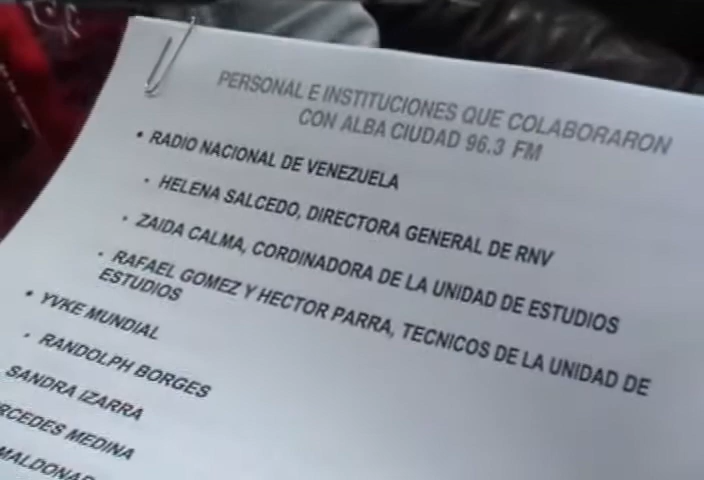 PERSONAL E INSTITUCIONES QUE COLABORARON
CON ALBA CIUDAD 96.3 FM
• RADIO NACIONAL DE VENEZUELA
• HELENA SALCEDO, DIRECTORA GENERAL DE RNV
• ZAIDA CALMA, CORDINADORA DE LA UNIDAD DE ESTUDIOS
• RAFAEL GOMEZ Y HECTOR PARRA, TECNICOS DE LA UNIDAD DE
ESTUDIOS
• YVKE MUNDIAL
• RANDOLPH BORGES
SANDRA IZARRA
MEDINA